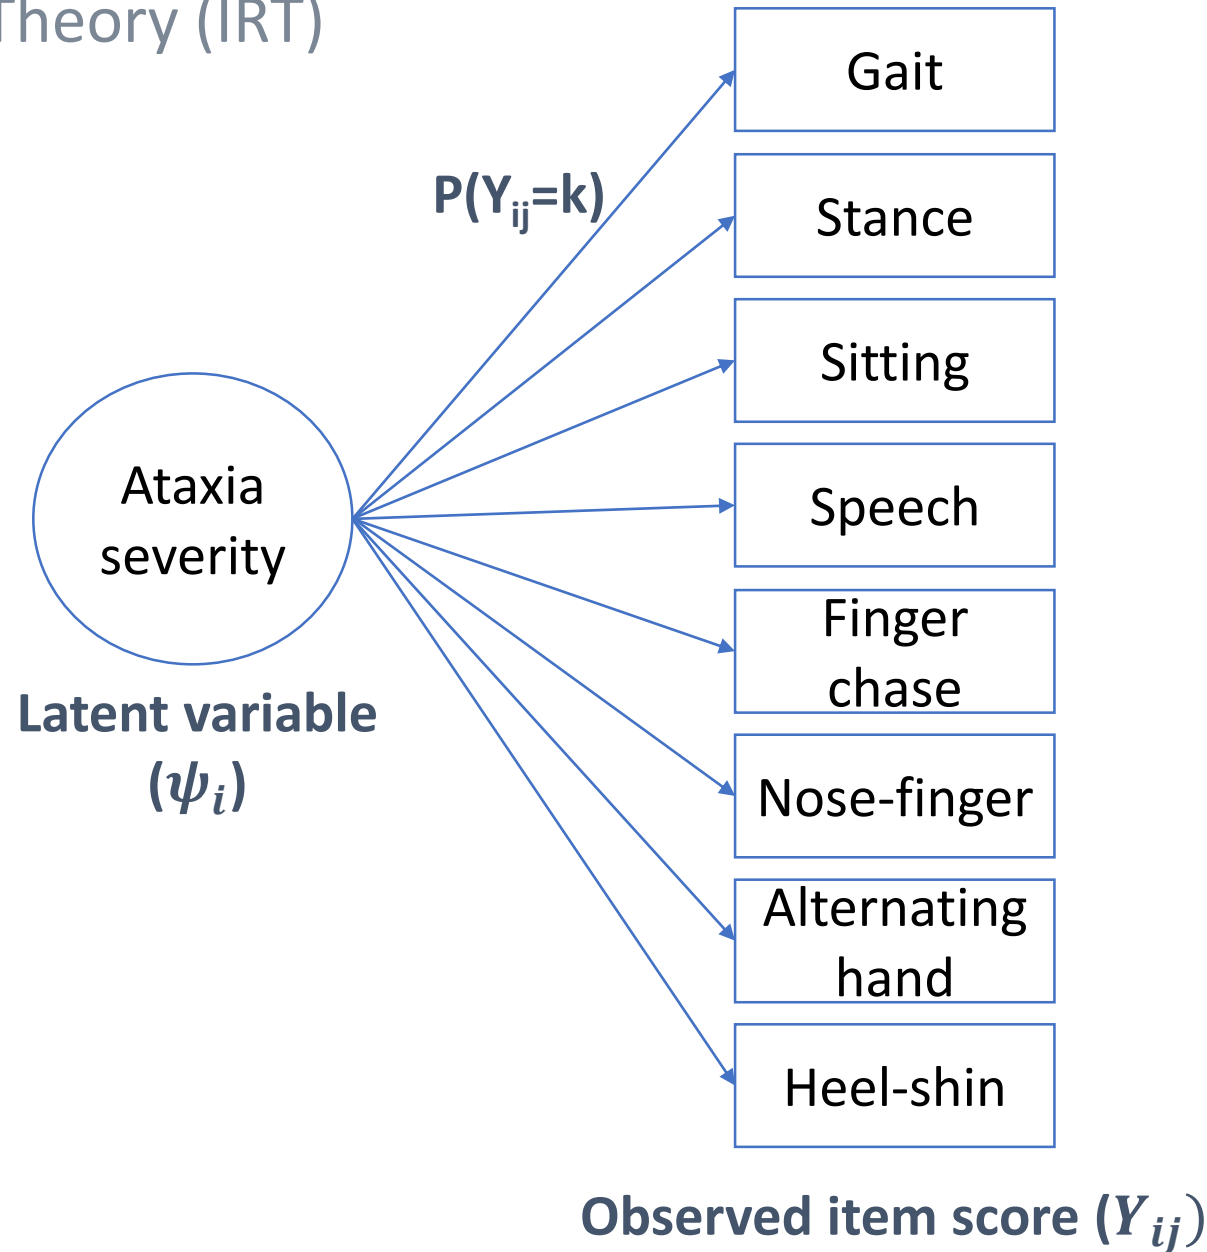 Theory (IRT)
Gait
P(Yᵢⱼ=k)
Stance
Sitting
Ataxia
severity
Speech
Finger
chase
Latent variable
(ψᵢ)
Nose-finger
Alternating
hand
Heel-shin
Observed item score (Yᵢⱼ)